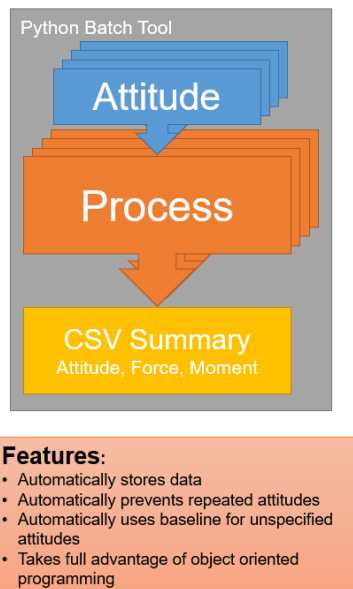 Python Batch Tool
Attitude
Process
CSV Summary
Attitude, Force, Moment
Features:
• Automatically stores data
• Automatically prevents repeated attitudes
• Automatically uses baseline for unspecified
attitudes
• Takes full advantage of object oriented
programming